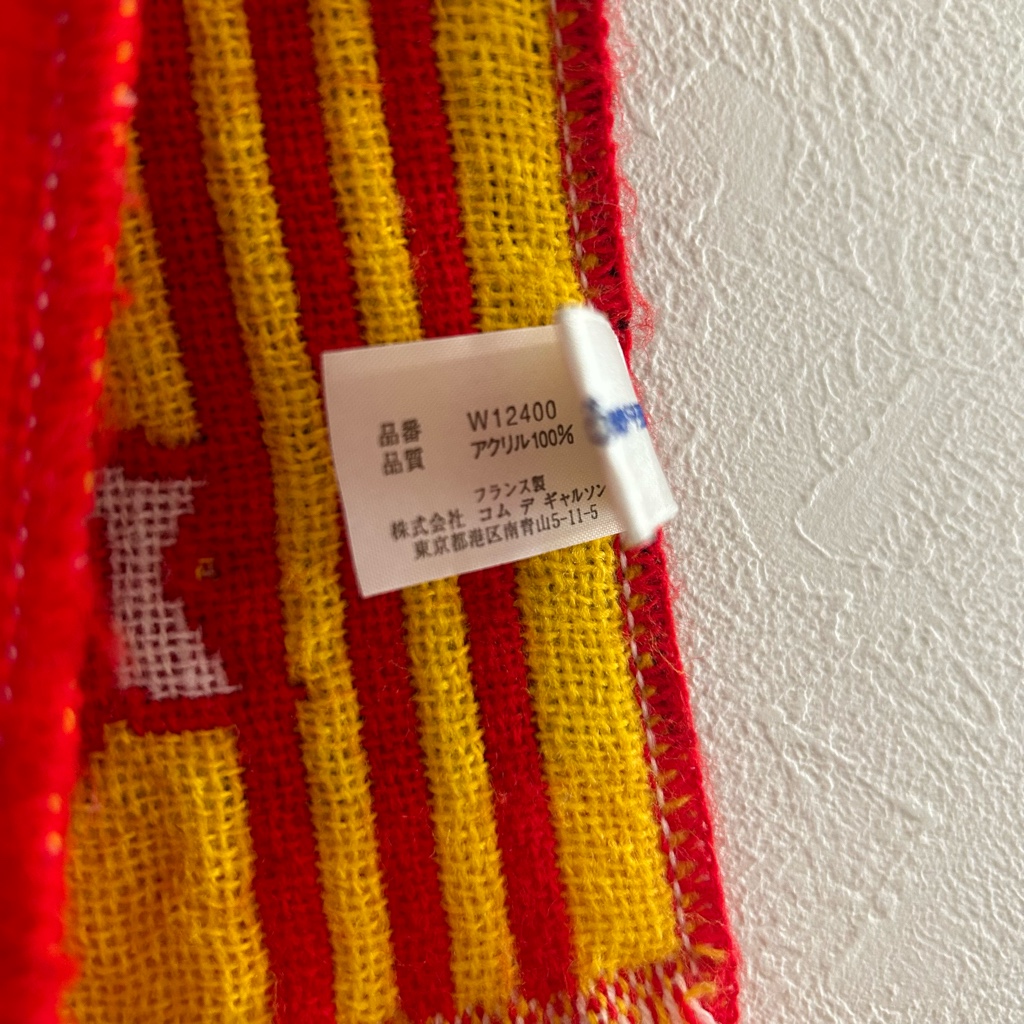 品番 W12400
品質 アクリル100%
フランス製
株式会社 コム デ ギャルソン
東京都港区南青山5-11-5